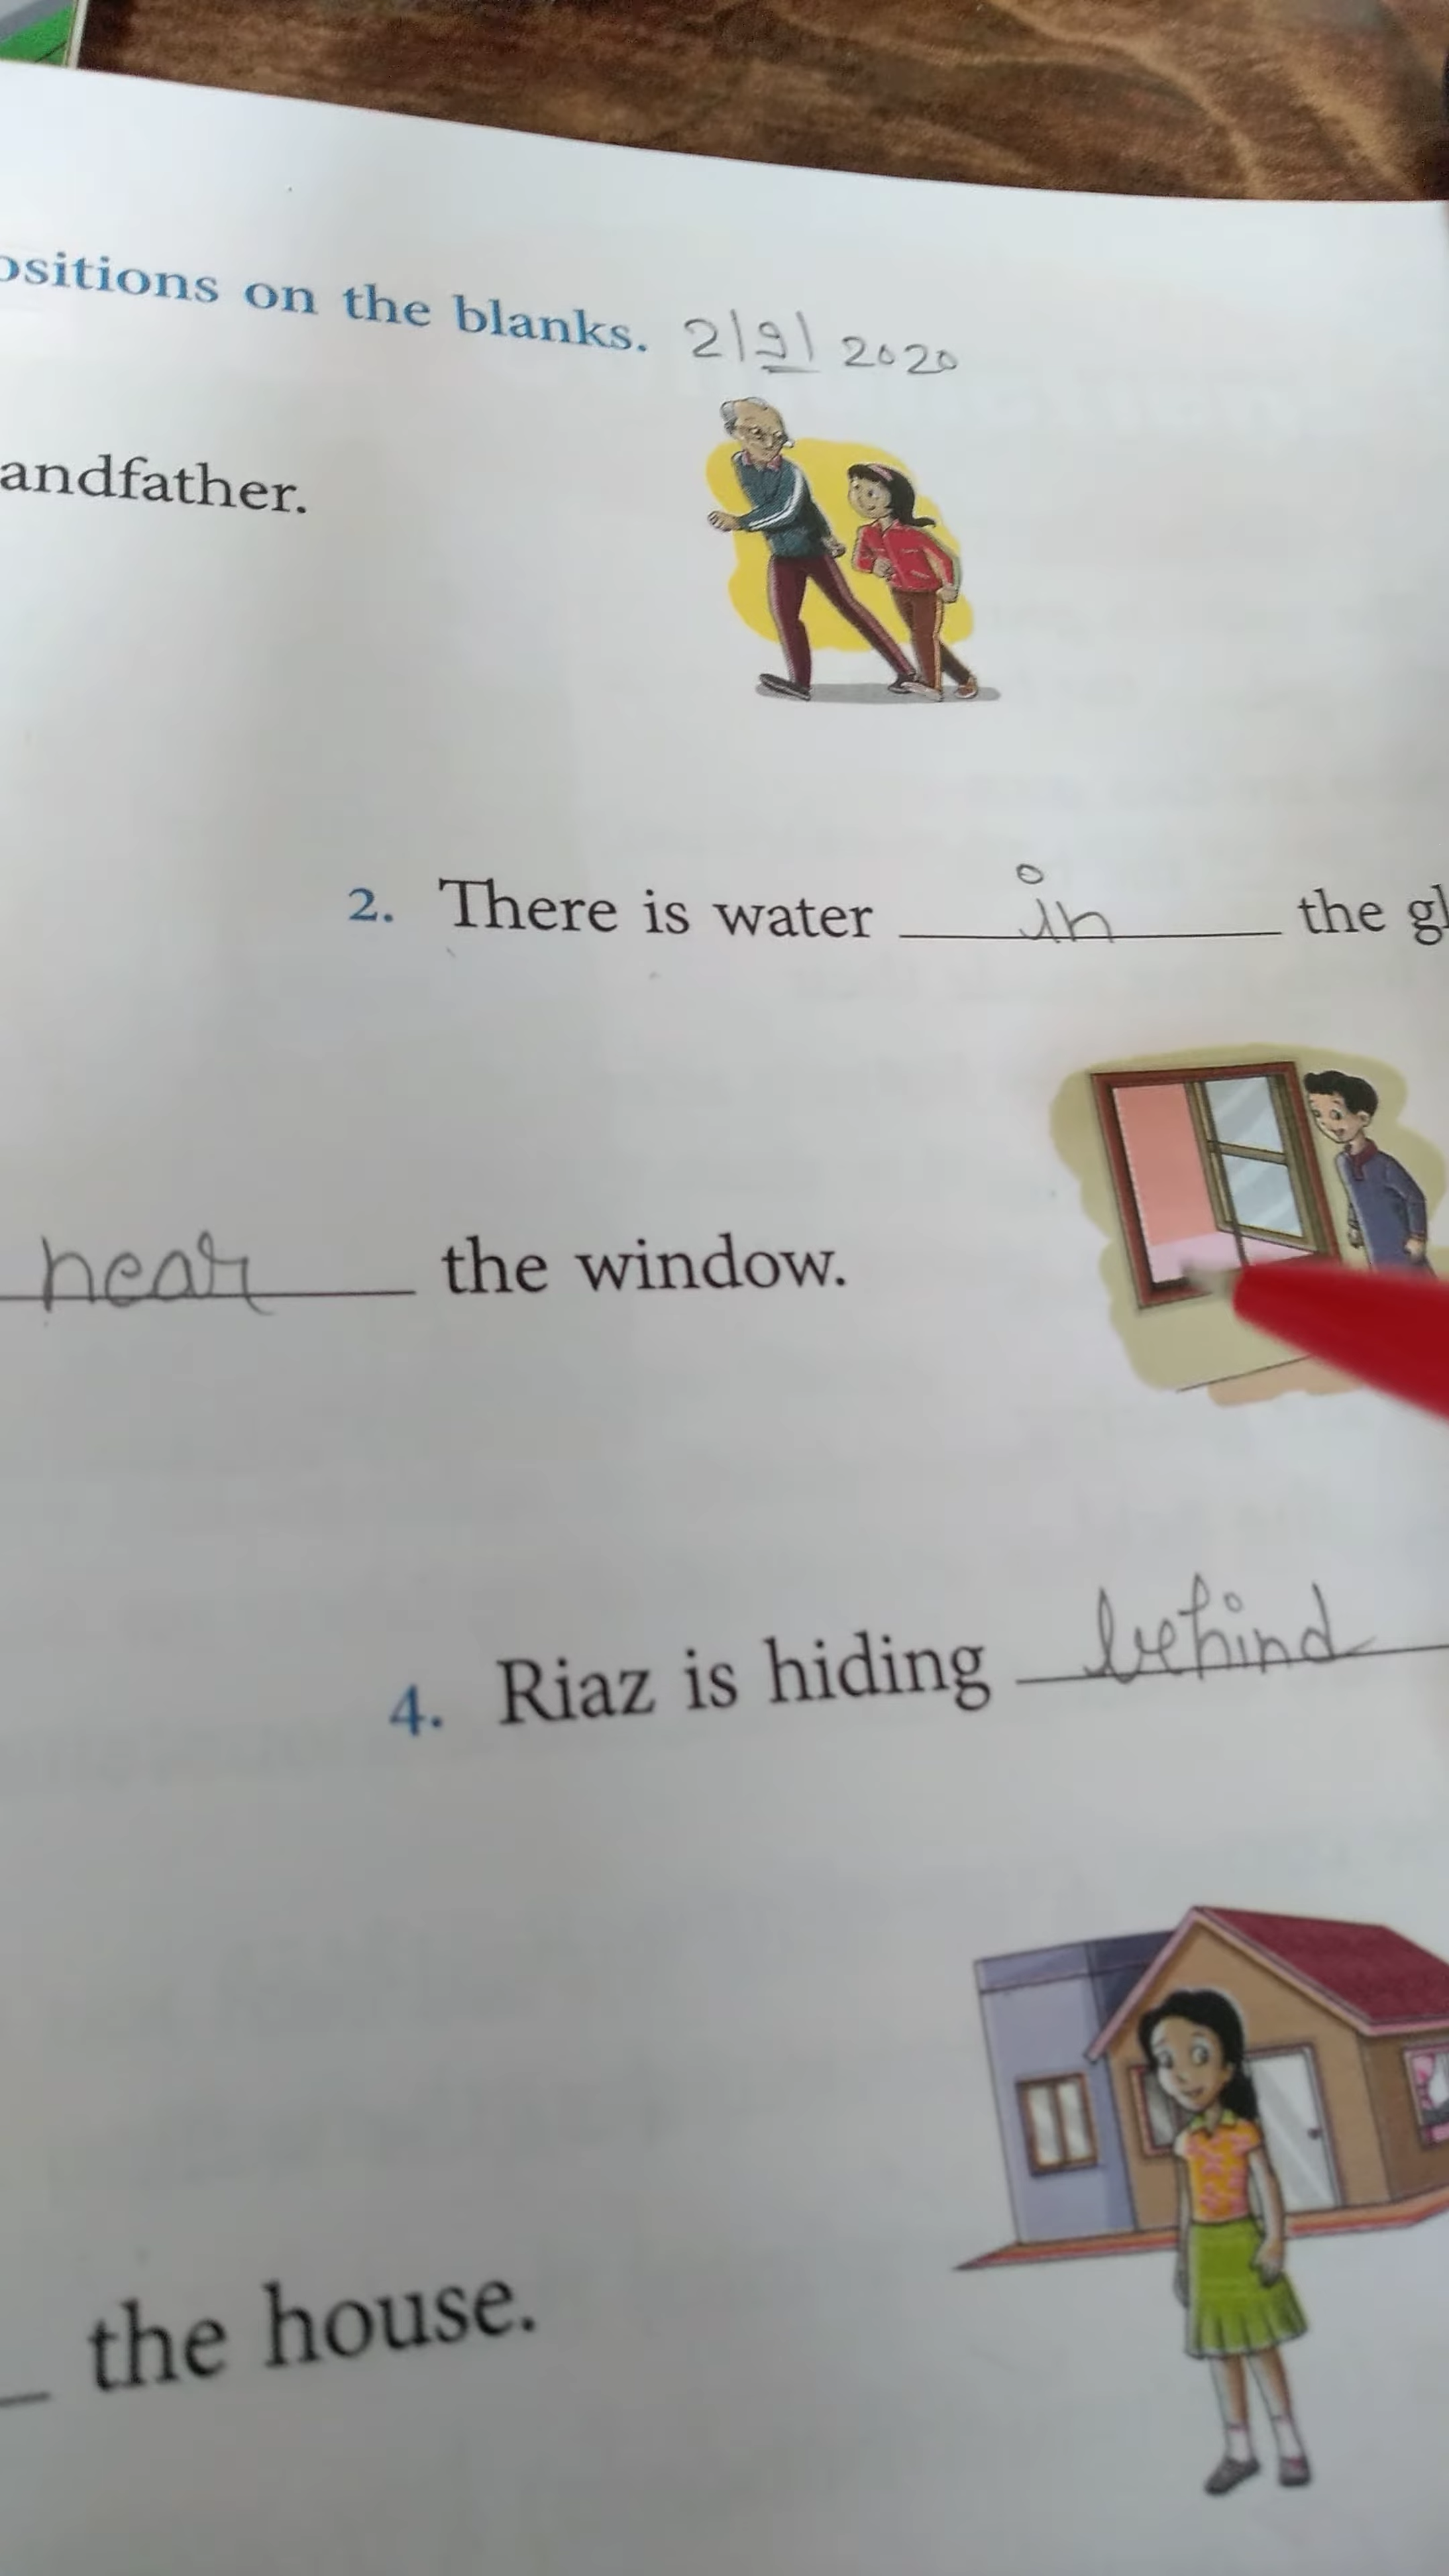 ositions on the blanks. 2|9| 2020
andfather.
2. There is water in the gl
near the window.
4. Riaz is hiding behind
the house.